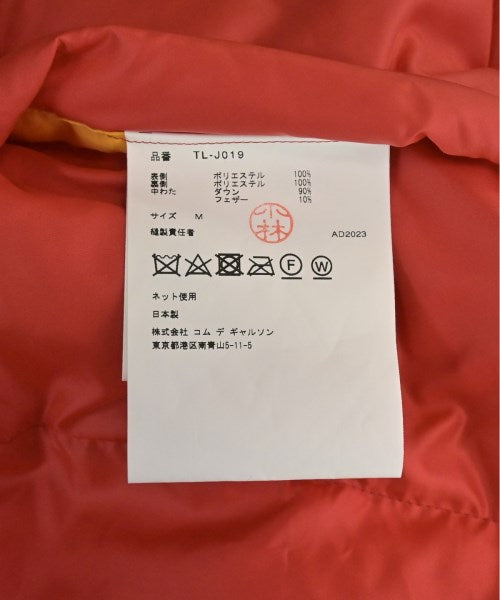 品番 TL-J019
表側 ポリエステル 100%
裏側 ポリエステル 100%
中わた ダウン 90%
フェザー 10%
サイズ M
小林
縫製責任者 AD2023
F W
ネット使用
日本製
株式会社 コム デ ギャルソン
東京都港区南青山5-11-5